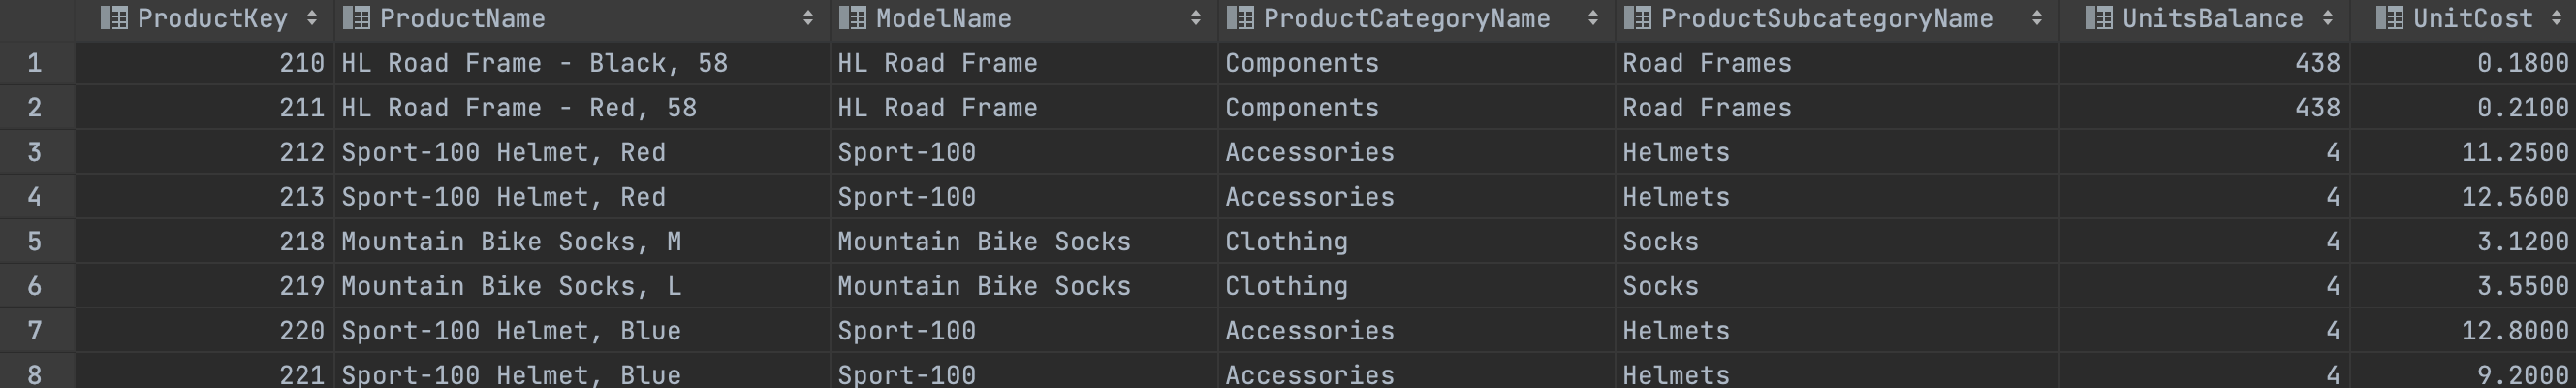 ProductKey ProductName ModelName ProductCategoryName ProductSubcategoryName UnitsBalance UnitCost
1 210 HL Road Frame - Black, 58 HL Road Frame Components Road Frames 438 0.1800
2 211 HL Road Frame - Red, 58 HL Road Frame Components Road Frames 438 0.2100
3 212 Sport-100 Helmet, Red Sport-100 Accessories Helmets 4 11.2500
4 213 Sport-100 Helmet, Red Sport-100 Accessories Helmets 4 12.5600
5 218 Mountain Bike Socks, M Mountain Bike Socks Clothing Socks 4 3.1200
6 219 Mountain Bike Socks, L Mountain Bike Socks Clothing Socks 4 3.5500
7 220 Sport-100 Helmet, Blue Sport-100 Accessories Helmets 4 12.8000
8 221 Sport-100 Helmet, Blue Sport-100 Accessories Helmets 4 9.2000